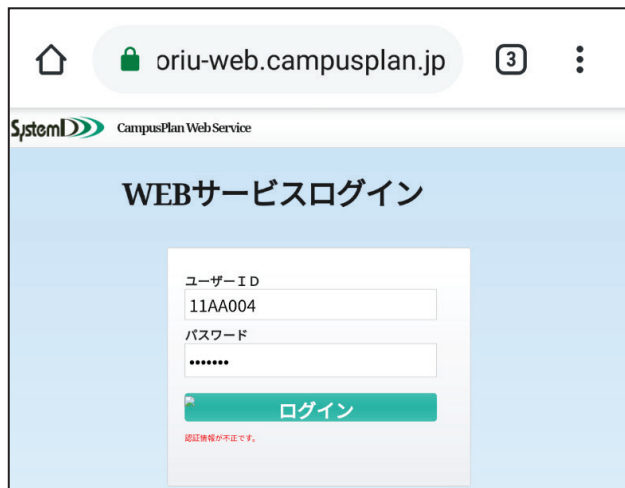 oriu-web.campusplan.jp 3
SystemD CampusPlan Web Service
WEBサービスログイン
ユーザーＩＤ
11AA004
パスワード
•••••••
ログイン
認証情報が不正です。